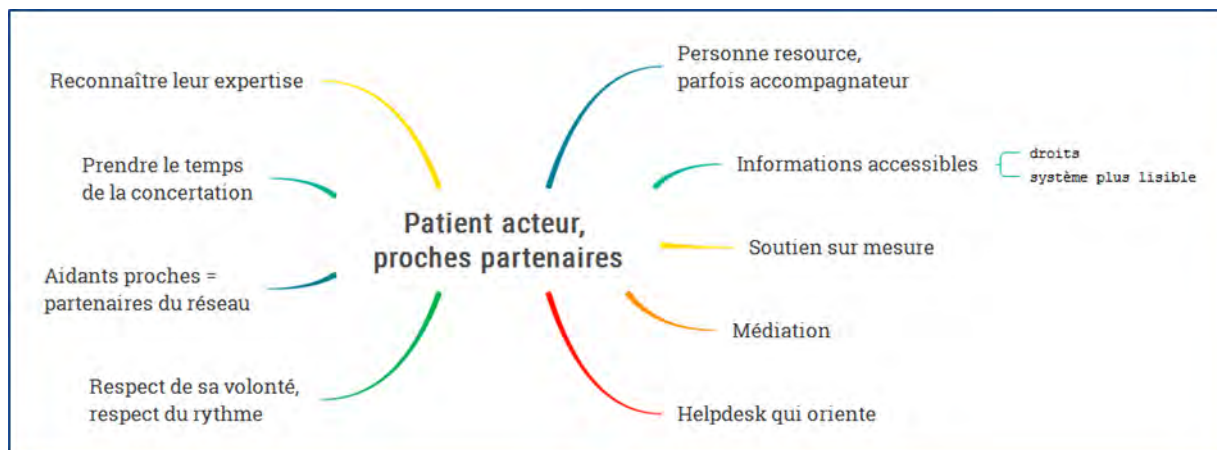 Patient acteur,
proches partenaires
Reconnaître leur expertise
Prendre le temps
de la concertation
Aidants proches =
partenaires du réseau
Respect de sa volonté,
respect du rythme
Personne resource,
parfois accompagnateur
Informations accessibles
droits
système plus lisible
Soutien sur mesure
Médiation
Helpdesk qui oriente